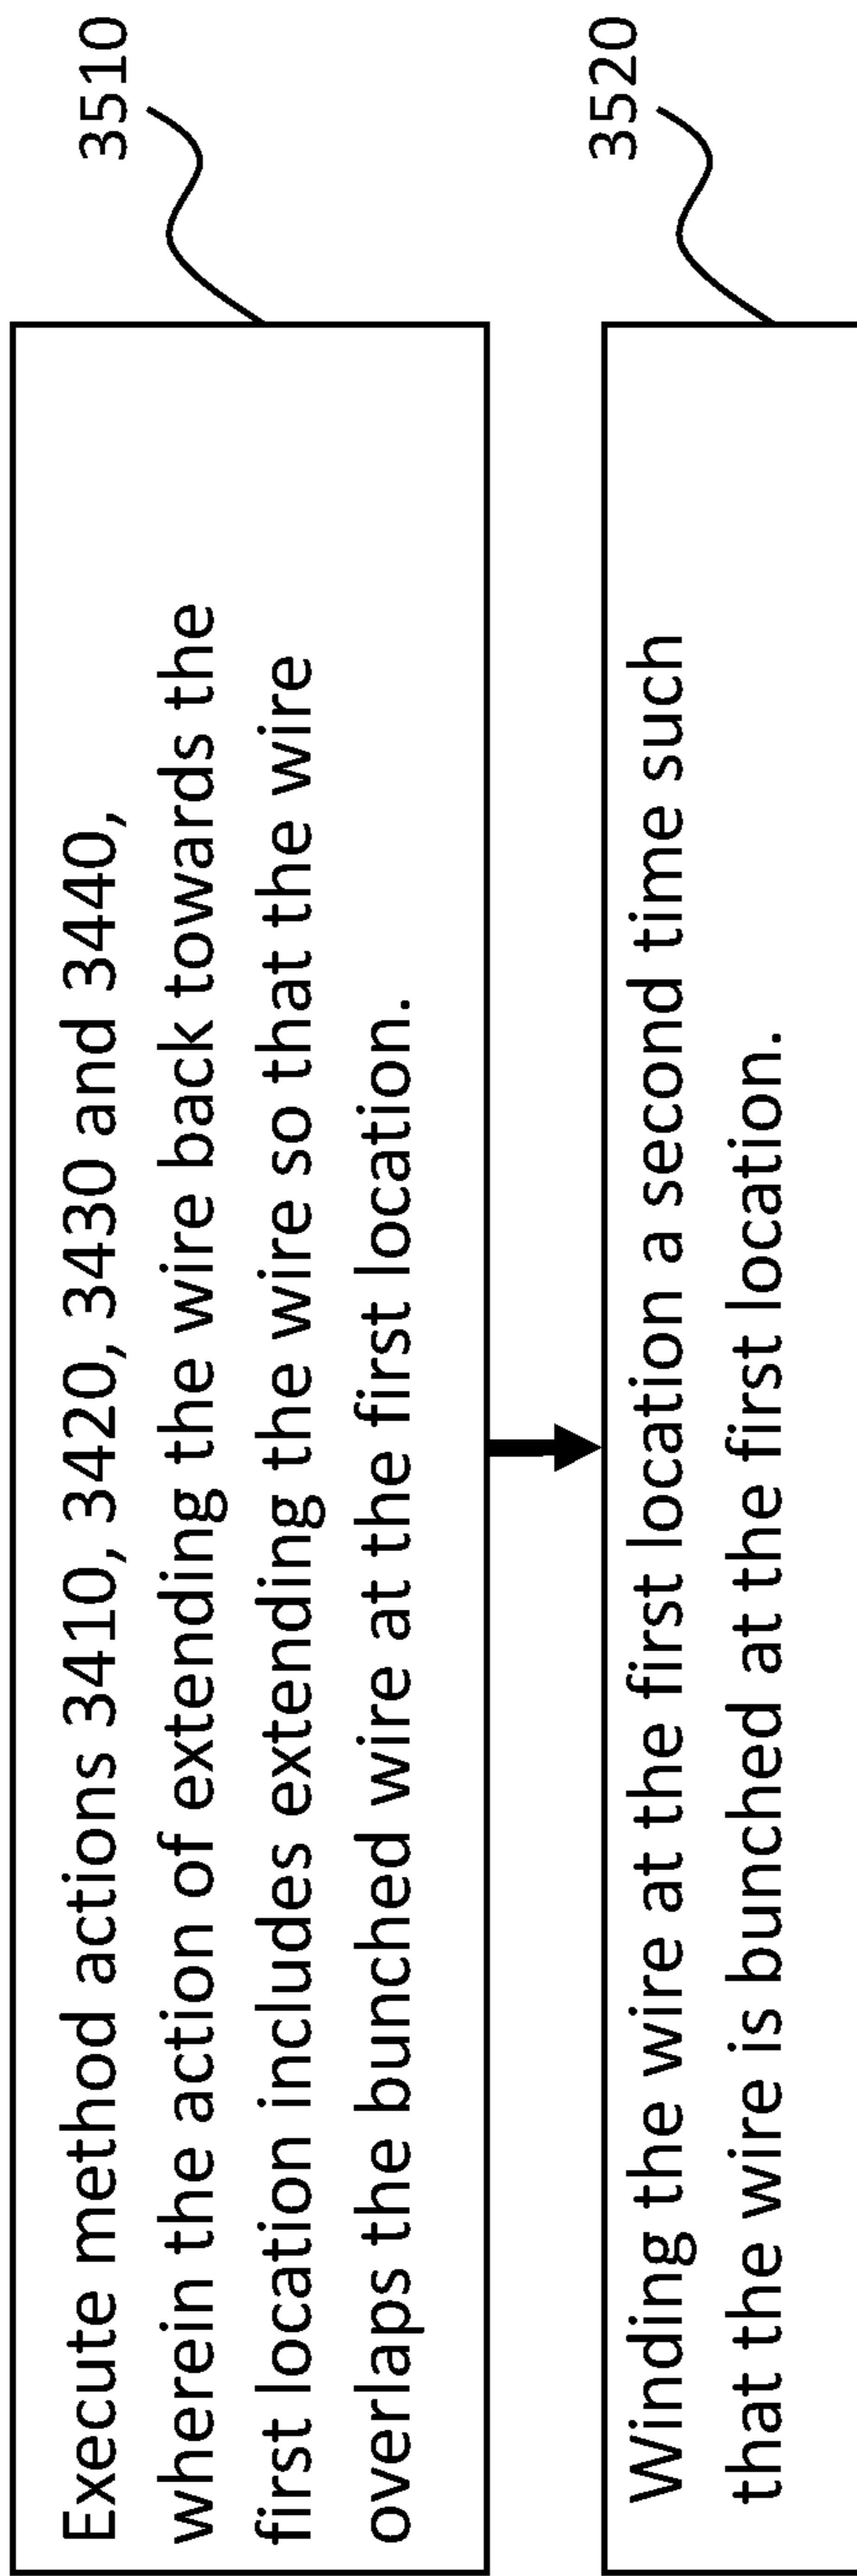 3510
Execute method actions 3410, 3420, 3430 and 3440,
wherein the action of extending the wire back towards the
first location includes extending the wire so that the wire
overlaps the bunched wire at the first location.
3520
Winding the wire at the first location a second time such
that the wire is bunched at the first location.